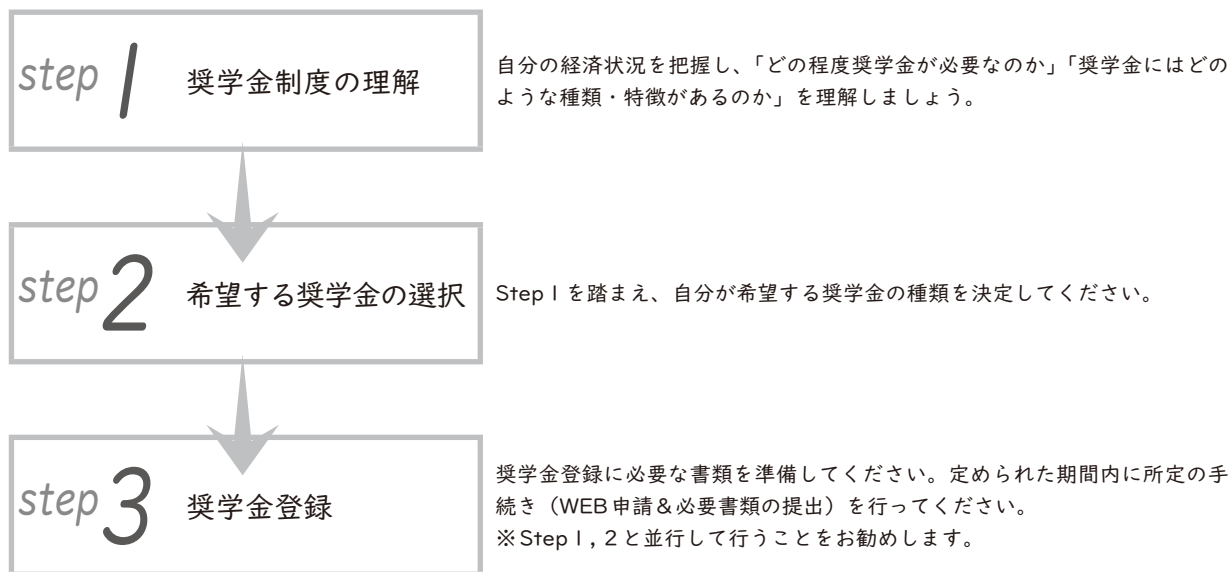 step 1 奨学金制度の理解
自分の経済状況を把握し、「どの程度奨学金が必要なのか」「奨学金にはどの
ような種類・特徴があるのか」を理解しましょう。
step 2 希望する奨学金の選択
Step1を踏まえ、自分が希望する奨学金の種類を決定してください。
step 3 奨学金登録
奨学金登録に必要な書類を準備してください。定められた期間内に所定の手
続き（WEB申請＆必要書類の提出）を行ってください。
※Step1,2と並行して行うことをお勧めします。